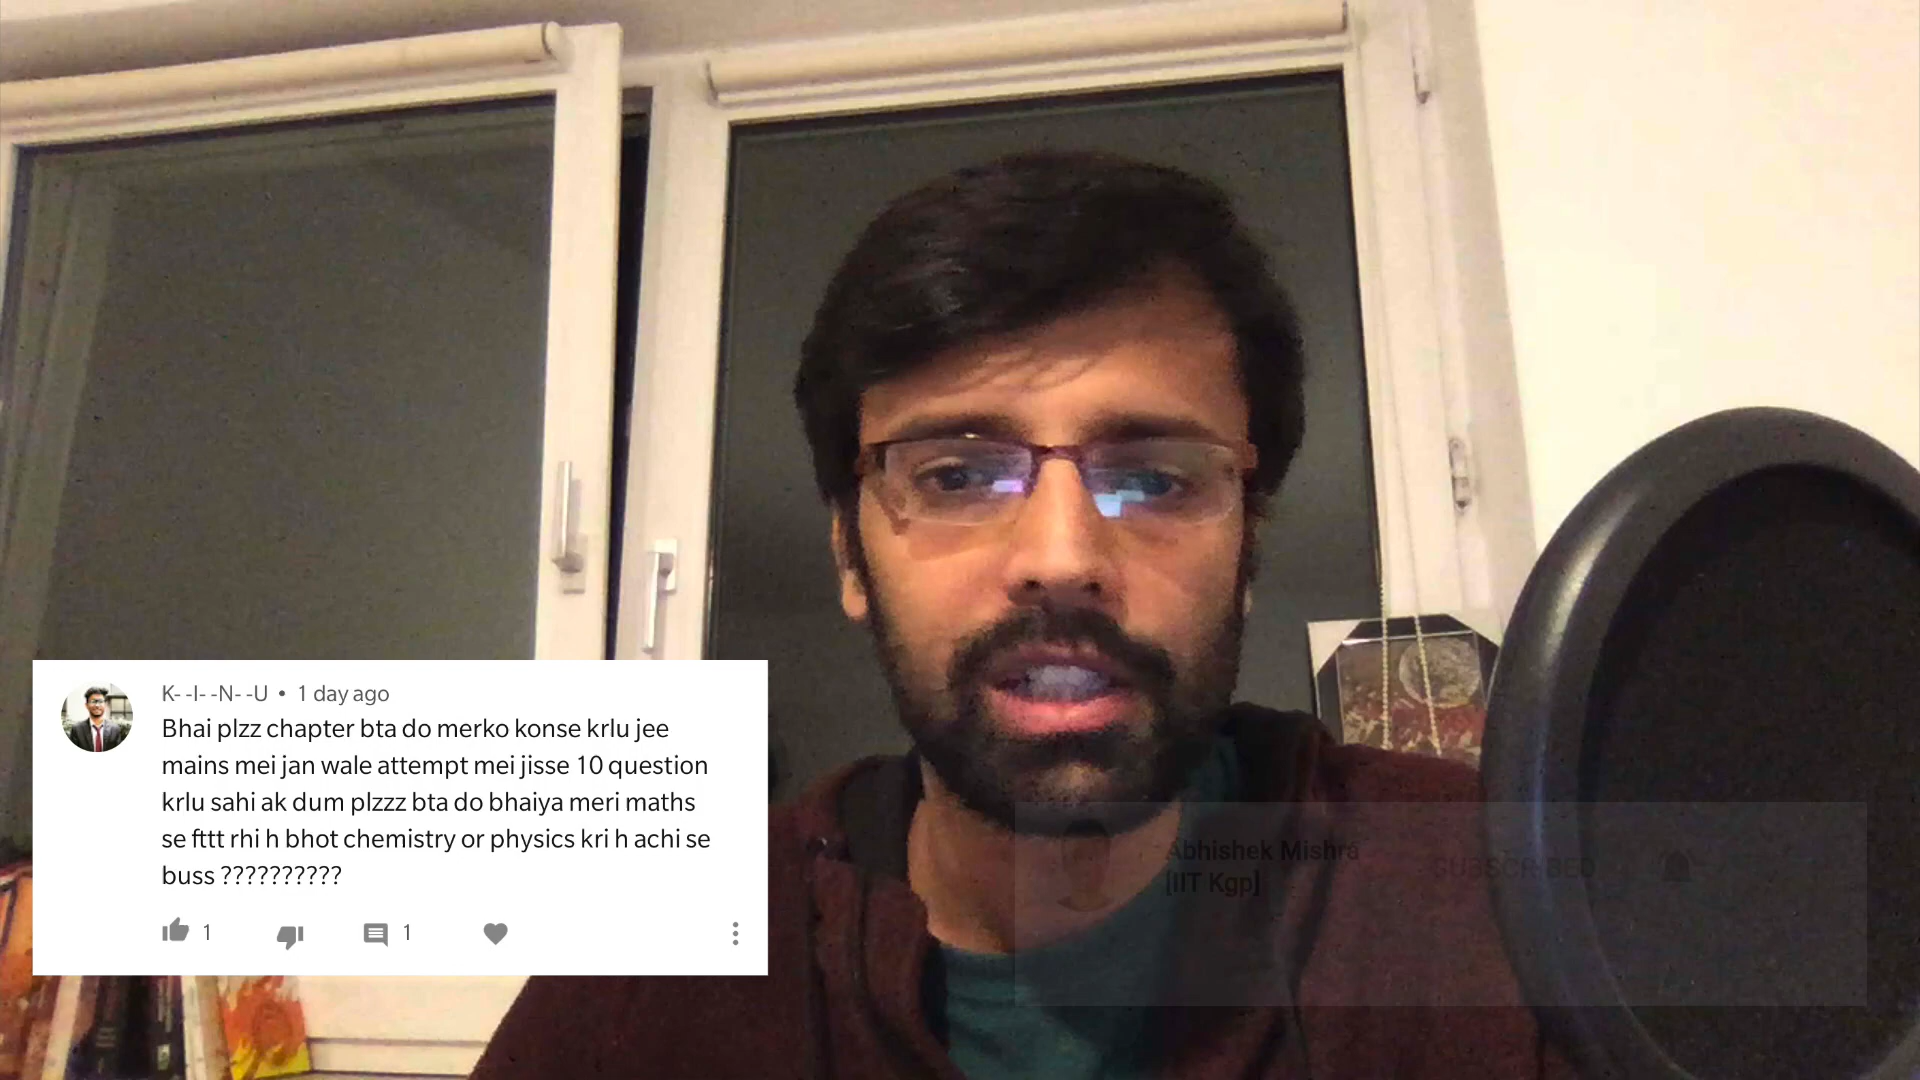 K- -I- -N- -U • 1 day ago
Bhai plzz chapter bta do merko konse krlu jee
mains mei jan wale attempt mei jisse 10 question
krlu sahi ak dum plzzz bta do bhaiya meri maths
se fttt rhi h bhot chemistry or physics kri h achi se
buss ??????????
1
1
Abhishek Mishra
[IIT Kgp]
SUBSCRIBED